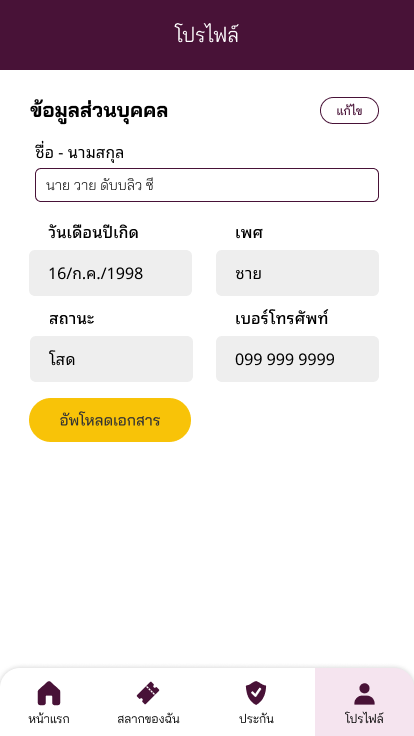 โปรไฟล์
ข้อมูลส่วนบุคคล
แก้ไข
ชื่อ - นามสกุล
นาย วาย ดับบลิว ซี
วันเดือนปีเกิด
เพศ
16/ก.ค./1998
ชาย
สถานะ
เบอร์โทรศัพท์
โสด
099 999 9999
อัพโหลดเอกสาร
หน้าแรก
สลากของฉัน
ประกัน
โปรไฟล์